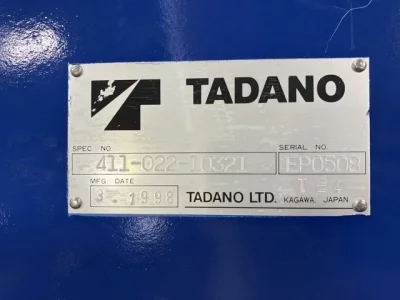 TADANO
SPEC NO. SERIAL NO.
411-022-10321 EP0508
MFG. DATE
3. 1998
TADANO LTD. KAGAWA, JAPAN